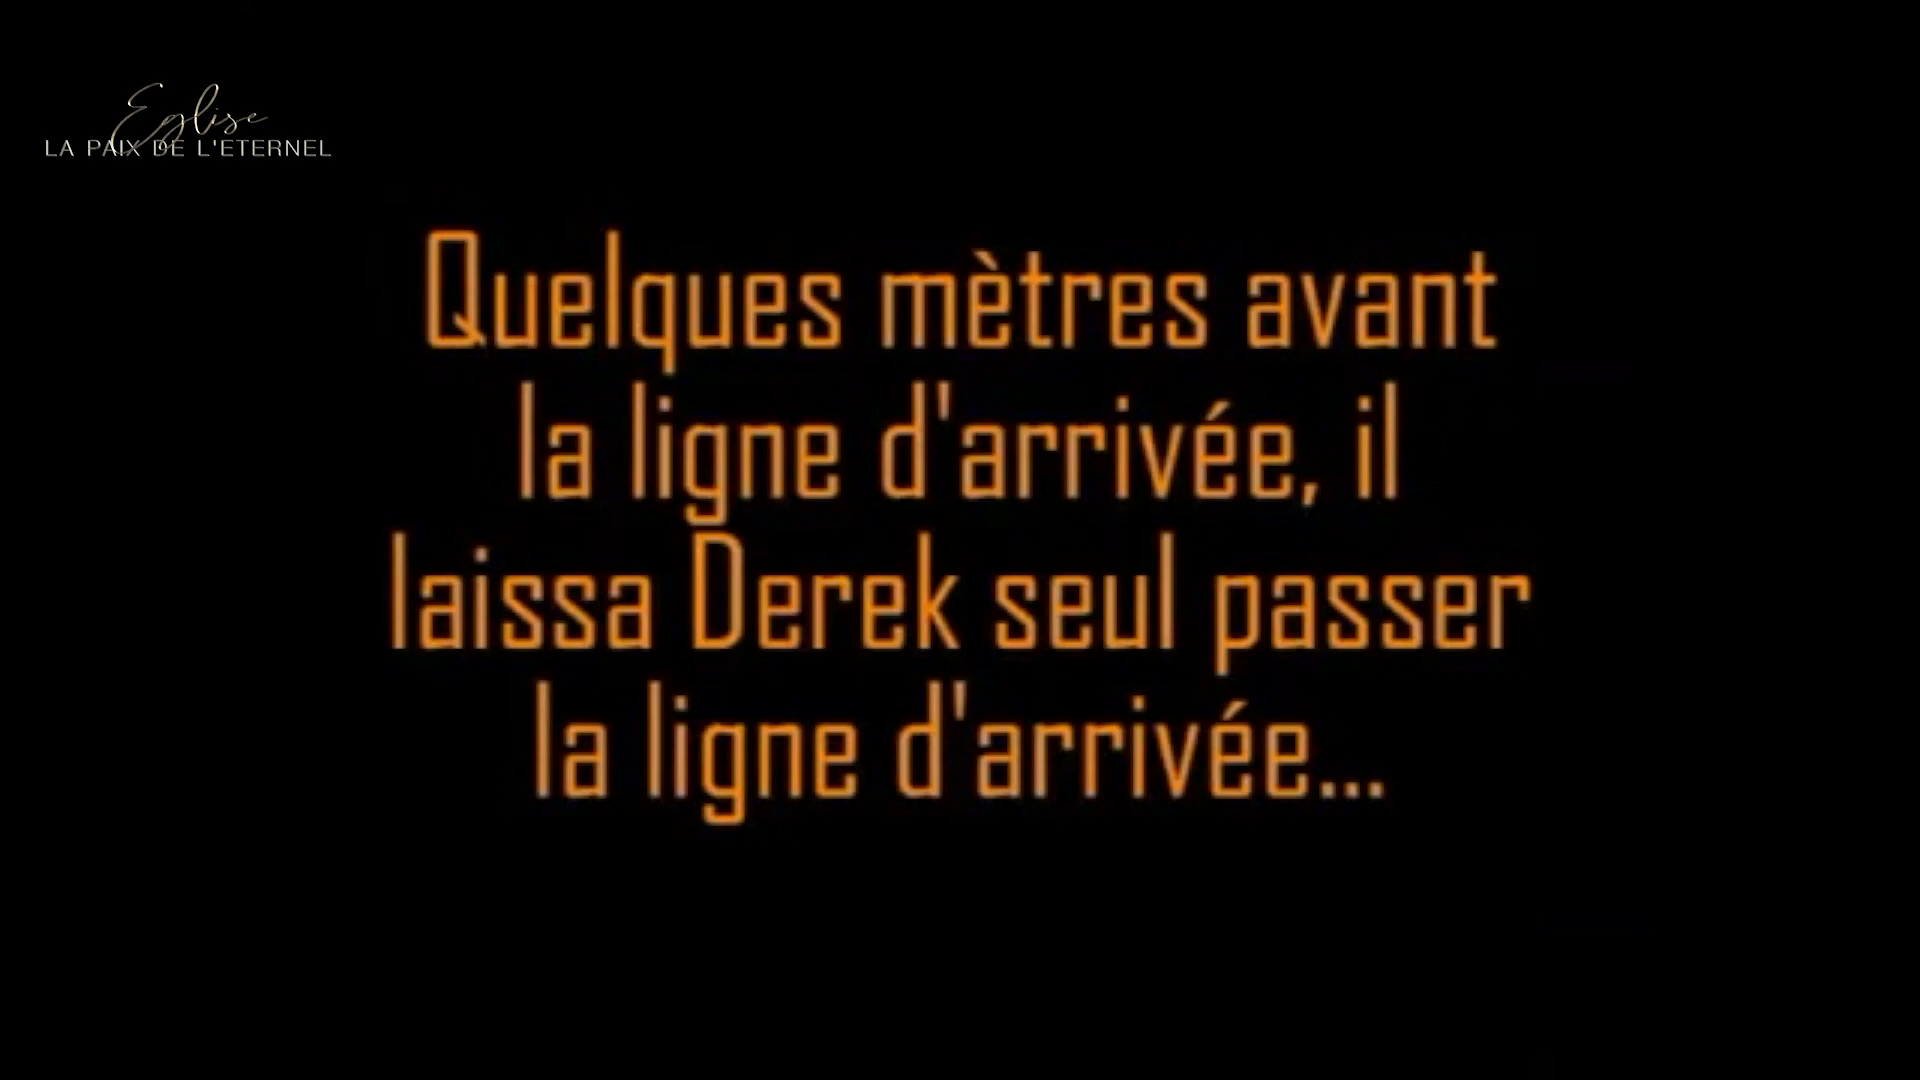 Eglise
LA PAIX DE L'ETERNEL
Quelques mètres avant
la ligne d'arrivée, il
laissa Derek seul passer
la ligne d'arrivée...